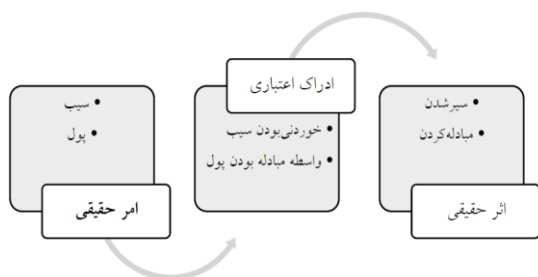 امر حقیقی
• سیب
• پول
ادراک اعتباری
• خوردنی‌بودن سیب
• واسطه مبادله بودن پول
اثر حقیقی
• سیرشدن
• مبادله‌کردن